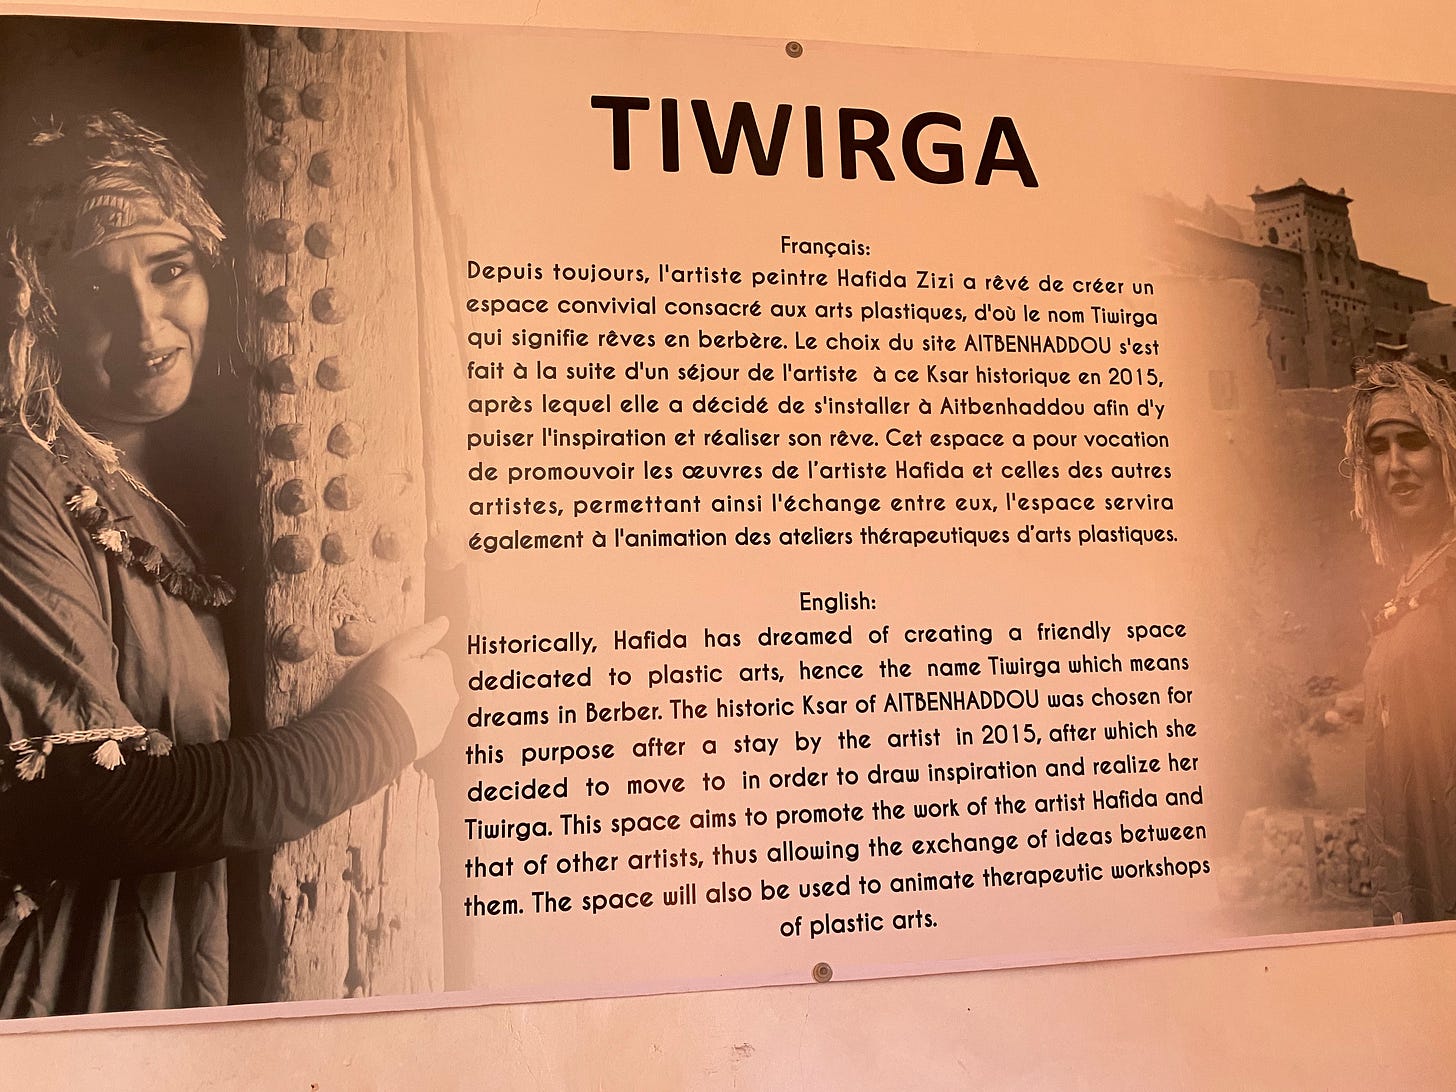 TIWIRGA
Français:
Depuis toujours, l'artiste peintre Hafida Zizi a rêvé de créer un
espace convivial consacré aux arts plastiques, d'où le nom Tiwirga
qui signifie rêves en berbère. Le choix du site AITBENHADDOU s'est
fait à la suite d'un séjour de l'artiste à ce Ksar historique en 2015,
après lequel elle a décidé de s'installer à Aitbenhaddou afin d'y
puiser l'inspiration et réaliser son rêve. Cet espace a pour vocation
de promouvoir les œuvres de l'artiste Hafida et celles des autres
artistes, permettant ainsi l'échange entre eux, l'espace servira
également à l'animation des ateliers thérapeutiques d'arts plastiques.
English:
Historically, Hafida has dreamed of creating a friendly space
dedicated to plastic arts, hence the name Tiwirga which means
dreams in Berber. The historic Ksar of AITBENHADDOU was chosen for
this purpose after a stay by the artist in 2015, after which she
decided to move to in order to draw inspiration and realize her
Tiwirga. This space aims to promote the work of the artist Hafida and
that of other artists, thus allowing the exchange of ideas between
them. The space will also be used to animate therapeutic workshops
of plastic arts.